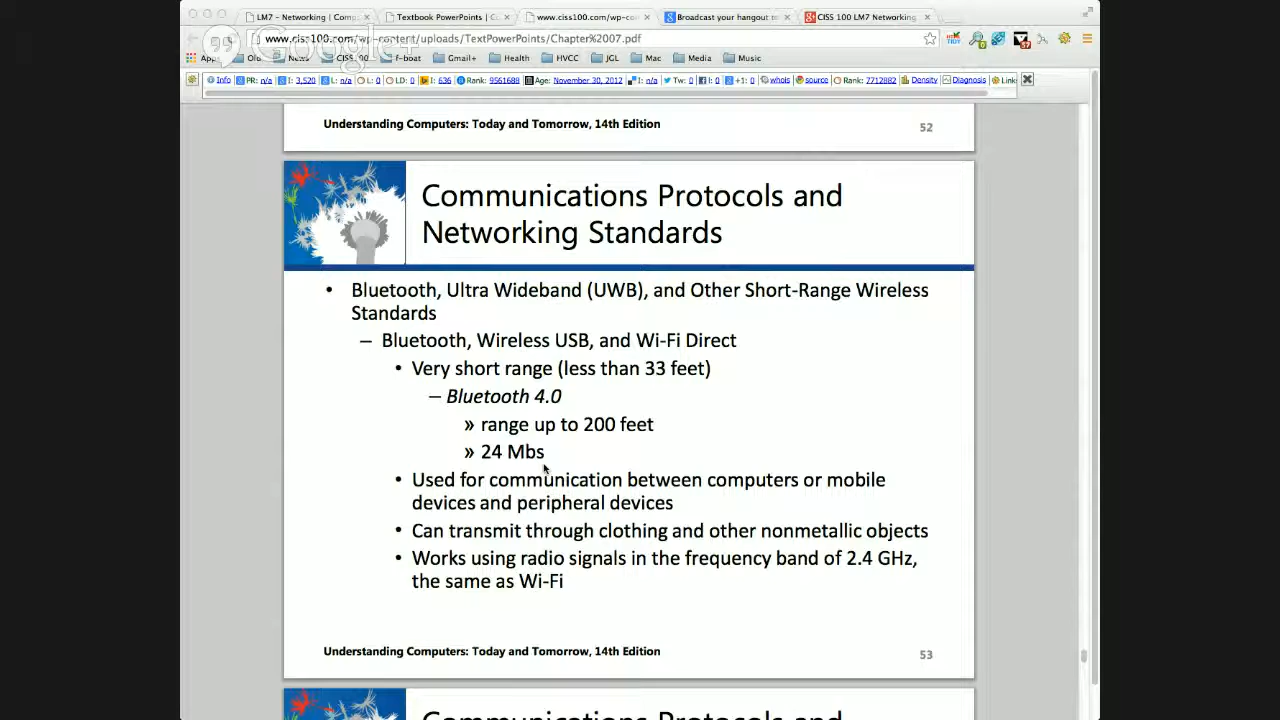 LM7 – Networking | Comp
Textbook PowerPoints | C
www.ciss100.com/wp-con
Broadcast your hangout
CISS 100 LM7 Networking
www.ciss100.com/wp-content/uploads/TextPowerPoints/Chapter%2007.pdf
Google+
Old News CISS100 f-boat Gmail+ Health HVCC JGL Mac Media Music
Info PR: n/a I: 3,520 L: n/a L: 0 LD: 0 I: 636 Rank: 9561688 Age: November 30, 2012 I: n/a Tw: 0 l: 0 +1: 0 whois source Rank: 7712882 Density Diagnosis Link
Understanding Computers: Today and Tomorrow, 14th Edition 52
Communications Protocols and
Networking Standards
• Bluetooth, Ultra Wideband (UWB), and Other Short-Range Wireless
Standards
– Bluetooth, Wireless USB, and Wi-Fi Direct
• Very short range (less than 33 feet)
– Bluetooth 4.0
» range up to 200 feet
» 24 Mbs
• Used for communication between computers or mobile
devices and peripheral devices
• Can transmit through clothing and other nonmetallic objects
• Works using radio signals in the frequency band of 2.4 GHz,
the same as Wi-Fi
Understanding Computers: Today and Tomorrow, 14th Edition 53
Communications Protocols and